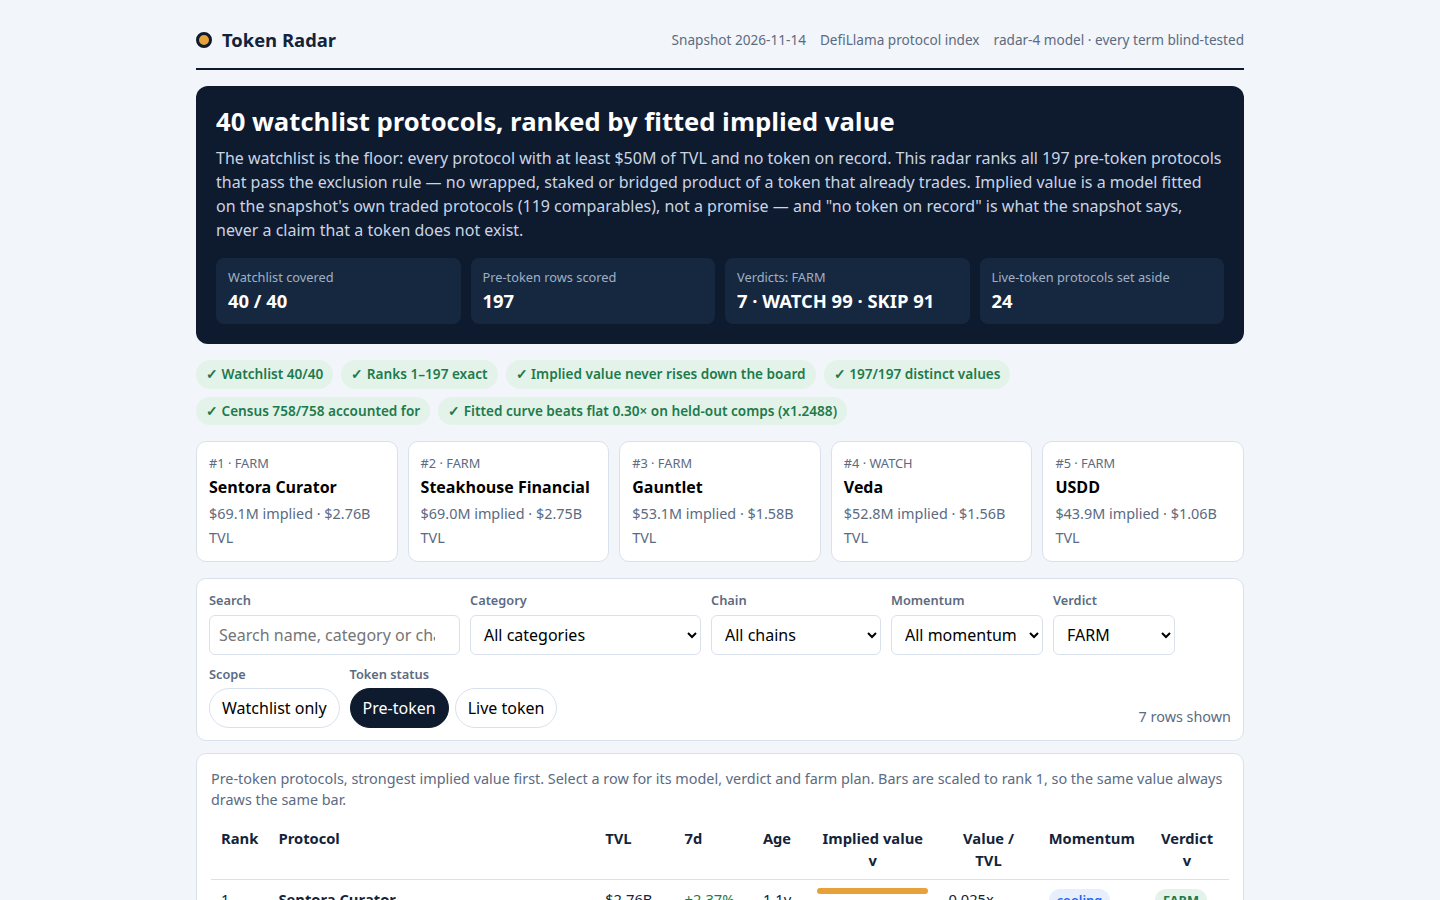 Token Radar
Snapshot 2026-11-14 DefiLlama protocol index radar-4 model · every term blind-tested
40 watchlist protocols, ranked by fitted implied value
The watchlist is the floor: every protocol with at least $50M of TVL and no token on record. This radar ranks all 197 pre-token protocols
that pass the exclusion rule — no wrapped, staked or bridged product of a token that already trades. Implied value is a model fitted
on the snapshot's own traded protocols (119 comparables), not a promise — and "no token on record" is what the snapshot says,
never a claim that a token does not exist.
Watchlist covered
40 / 40
Pre-token rows scored
197
Verdicts: FARM
7 · WATCH 99 · SKIP 91
Live-token protocols set aside
24
✓ Watchlist 40/40 ✓ Ranks 1–197 exact ✓ Implied value never rises down the board ✓ 197/197 distinct values
✓ Census 758/758 accounted for ✓ Fitted curve beats flat 0.30× on held-out comps (x1.2488)
#1 · FARM
Sentora Curator
$69.1M implied · $2.76B
TVL
#2 · FARM
Steakhouse Financial
$69.0M implied · $2.75B
TVL
#3 · FARM
Gauntlet
$53.1M implied · $1.58B
TVL
#4 · WATCH
Veda
$52.8M implied · $1.56B
TVL
#5 · FARM
USDD
$43.9M implied · $1.06B
TVL
Search Category Chain Momentum Verdict
Search name, category or cha All categories All chains All momentum FARM
Scope Token status
Watchlist only Pre-token Live token
7 rows shown
Pre-token protocols, strongest implied value first. Select a row for its model, verdict and farm plan. Bars are scaled to rank 1, so the same value always
draws the same bar.
Rank Protocol TVL 7d Age Implied value v Value / TVL Momentum Verdict v
1 Sentora Curator $2.76B +2.37% 1.1y 0.025x cooling FARM